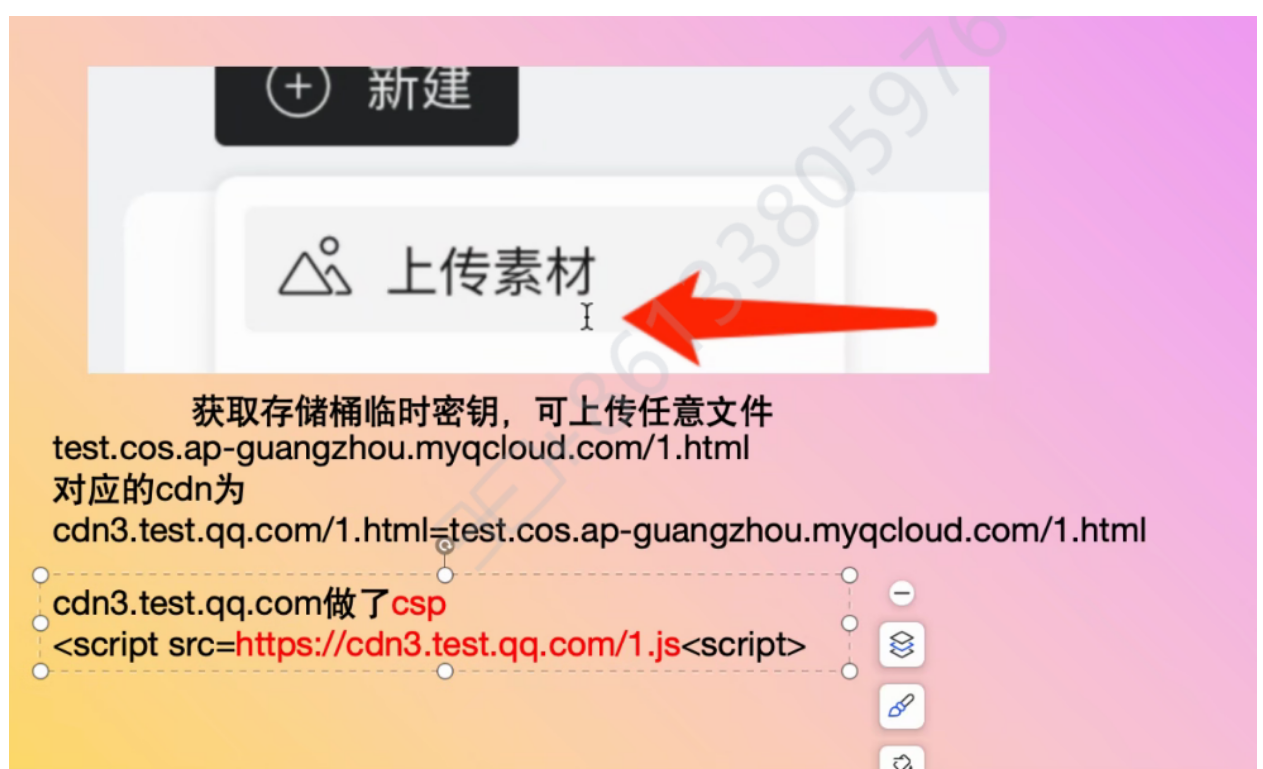 新建
上传素材
获取存储桶临时密钥，可上传任意文件
test.cos.ap-guangzhou.myqcloud.com/1.html
对应的cdn为
cdn3.test.qq.com/1.html=test.cos.ap-guangzhou.myqcloud.com/1.html
cdn3.test.qq.com做了csp
<script src=https://cdn3.test.qq.com/1.js<script>